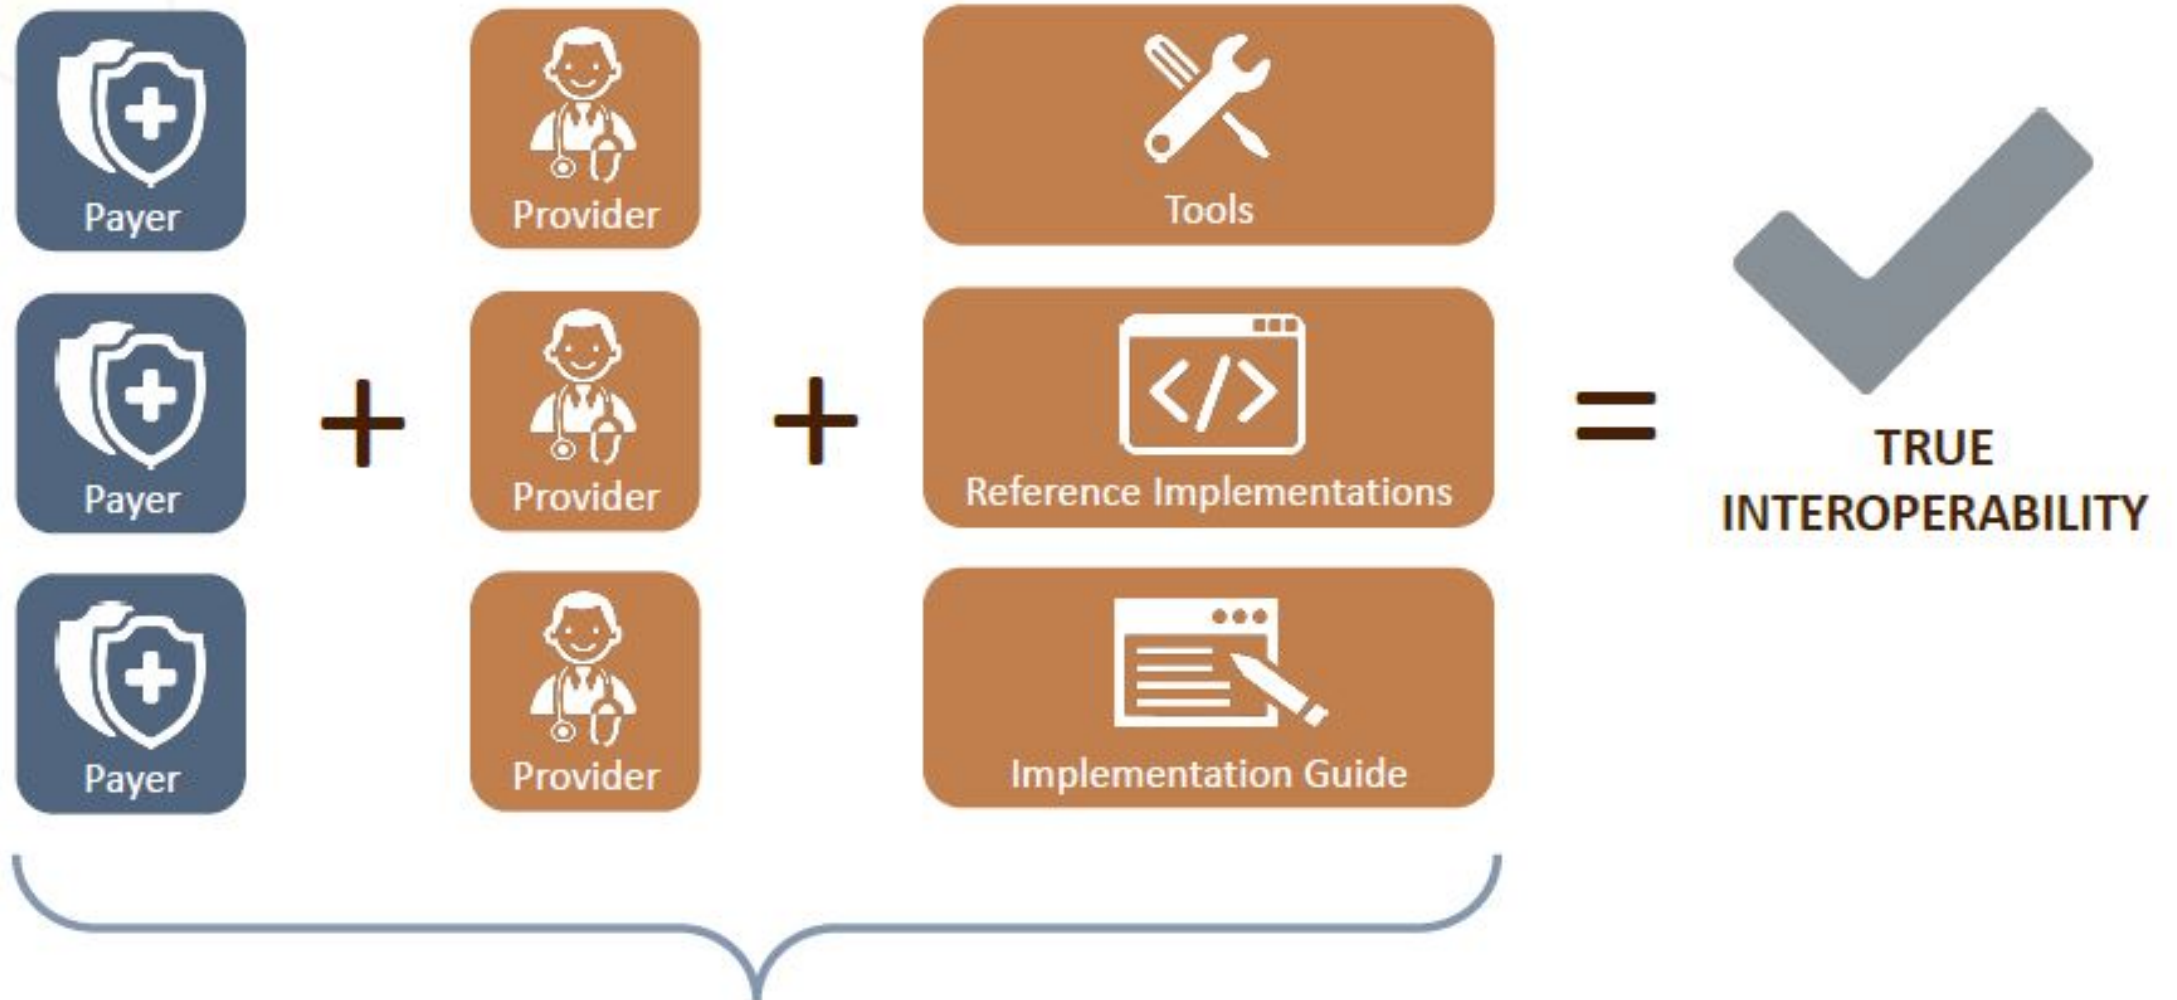 Payer
Provider
Tools
Payer
+
Provider
+
Reference Implementations
=
TRUE
INTEROPERABILITY
Payer
Provider
Implementation Guide